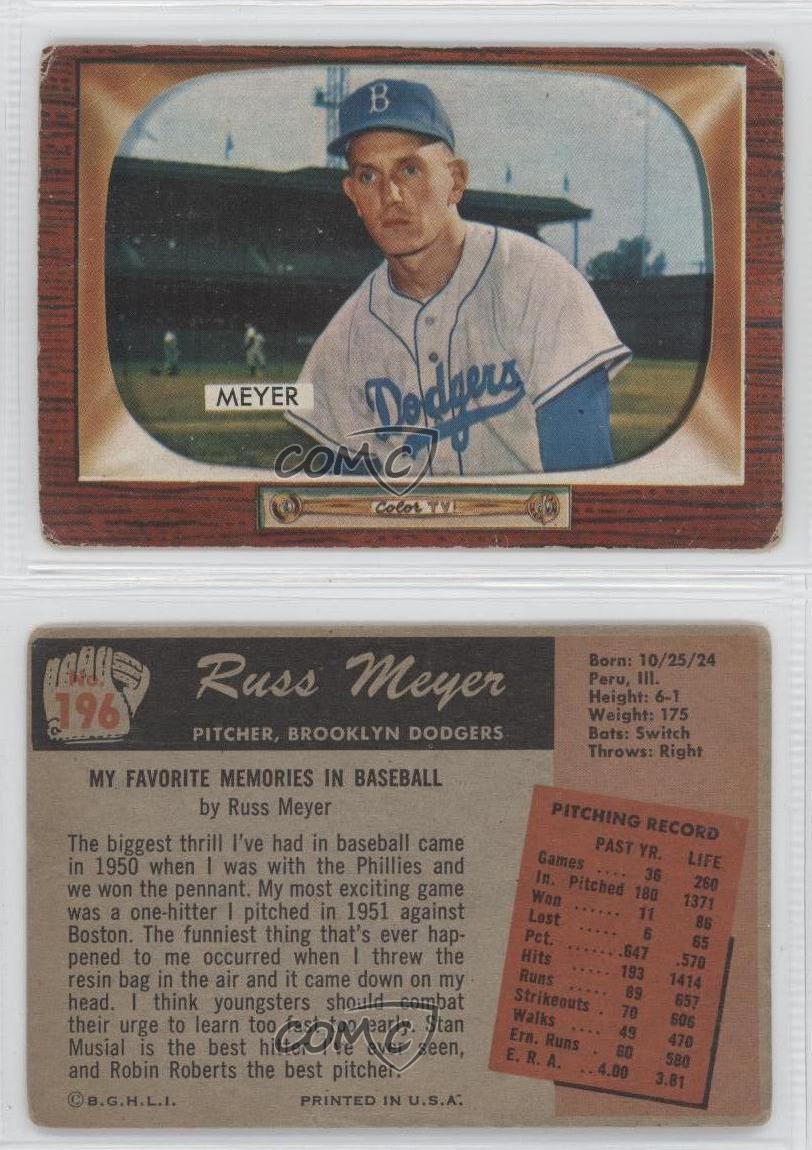 B
MEYER
Dodgers
COMC
Color TV!
No.
196
Russ Meyer
PITCHER, BROOKLYN DODGERS
Born: 10/25/24
Peru, Ill.
Height: 6-1
Weight: 175
Bats: Switch
Throws: Right
MY FAVORITE MEMORIES IN BASEBALL
by Russ Meyer
The biggest thrill I've had in baseball came
in 1950 when I was with the Phillies and
we won the pennant. My most exciting game
was a one-hitter I pitched in 1951 against
Boston. The funniest thing that's ever hap-
pened to me occurred when I threw the
resin bag in the air and it came down on my
head. I think youngsters should combat
their urge to learn too fast too early. Stan
Musial is the best hitter I've ever seen,
and Robin Roberts the best pitcher.
COMC
PITCHING RECORD
PAST YR. LIFE
Games .... 36 260
In. Pitched 180 1371
Won ...... 11 86
Lost ...... 6 65
Pct. .......647 .570
Hits ..... 193 1414
Runs ..... 89 657
Strikeouts . 70 606
Walks .... 49 470
Ern. Runs . 80 580
E. R. A. ..4.00 3.81
©B.G.H.L.I. PRINTED IN U.S.A.